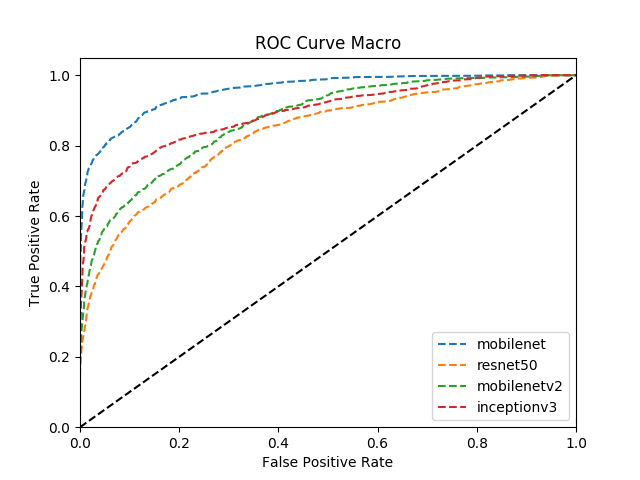 ROC Curve Macro
True Positive Rate
1.0
0.8
0.6
0.4
0.2
0.0
mobilenet
resnet50
mobilenetv2
inceptionv3
0.0 0.2 0.4 0.6 0.8 1.0
False Positive Rate